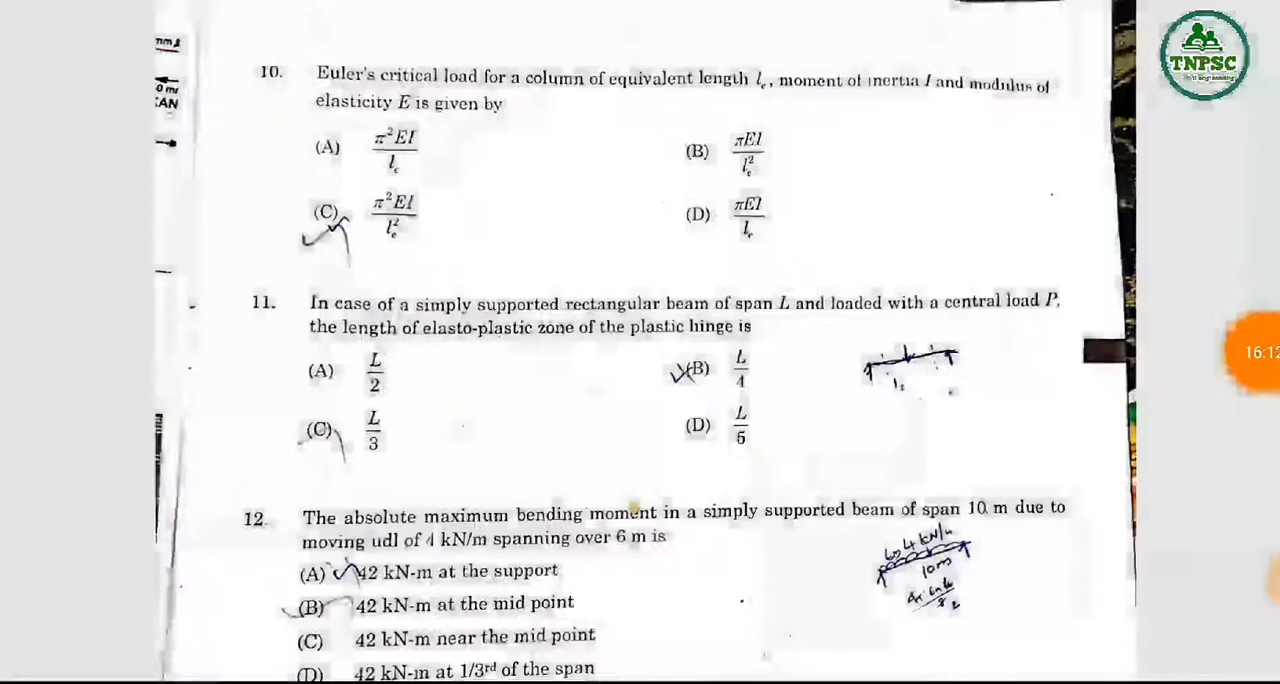 TNPSC
mm²
10.
Euler's critical load for a column of equivalent length lₑ, moment of inertia I and modulus of
elasticity E is given by
(A) π²EI / lₑ
(B) πEI / lₑ²
(C) π²EI / lₑ²
(D) πEI / lₑ
11.
In case of a simply supported rectangular beam of span L and loaded with a central load P,
the length of elasto-plastic zone of the plastic hinge is
(A) L / 2
(B) L / 4
(C) L / 3
(D) L / 5
16:12
12.
The absolute maximum bending moment in a simply supported beam of span 10 m due to
moving udl of 4 kN/m spanning over 6 m is
4 kN/m
10m
(A) 42 kN-m at the support
(B) 42 kN-m at the mid point
(C) 42 kN-m near the mid point
(D) 42 kN-m at 1/3rd of the span